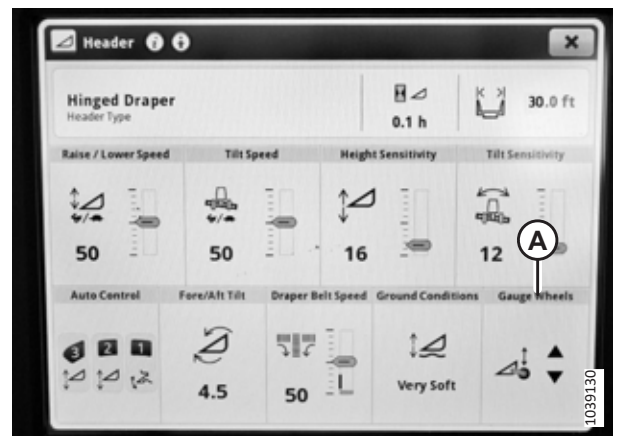 Header
Hinged Draper
Header Type
0.1 h
30.0 ft
Raise / Lower Speed
Tilt Speed
Height Sensitivity
Tilt Sensitivity
50
50
16
12
A
Auto Control
Fore/Aft Tilt
Draper Belt Speed
Ground Conditions
Gauge Wheels
3 2 1
4.5
50
Very Soft
1039130